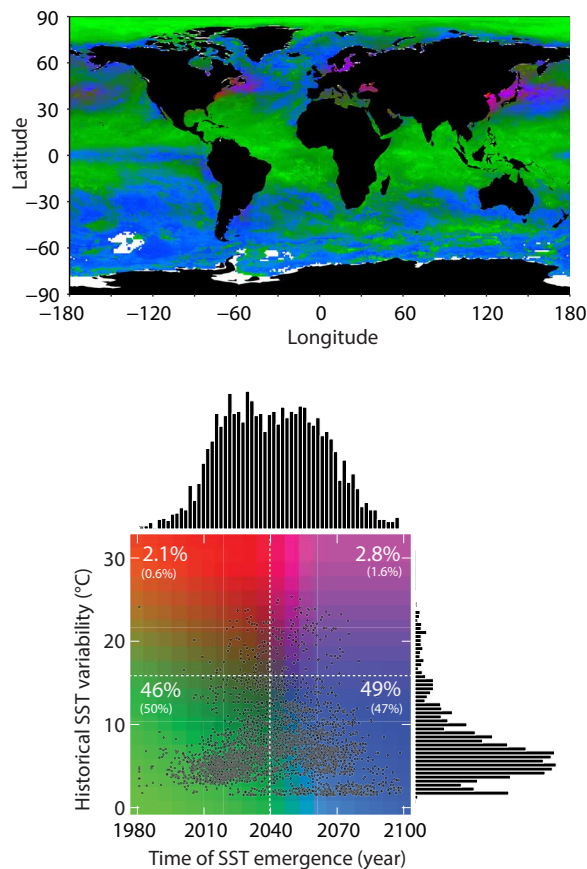 90
60
30
0
−30
−60
−90
Latitude
−180 −120 −60 0 60 120 180
Longitude
30
20
10
0
Historical SST variability (°C)
2.1% 2.8%
(0.6%) (1.6%)
46% 49%
(50%) (47%)
1980 2010 2040 2070 2100
Time of SST emergence (year)